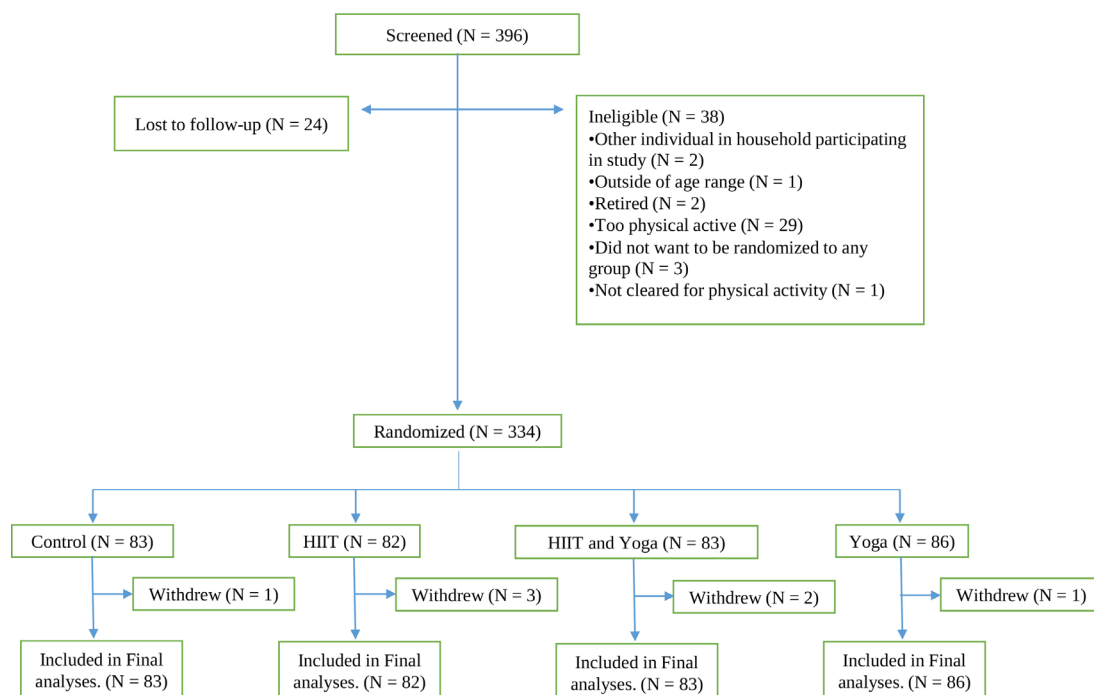 Screened (N = 396)
Lost to follow-up (N = 24)
Ineligible (N = 38)
•Other individual in household participating
in study (N = 2)
•Outside of age range (N = 1)
•Retired (N = 2)
•Too physical active (N = 29)
•Did not want to be randomized to any
group (N = 3)
•Not cleared for physical activity (N = 1)
Randomized (N = 334)
Control (N = 83)
HIIT (N = 82)
HIIT and Yoga (N = 83)
Yoga (N = 86)
Withdrew (N = 1)
Withdrew (N = 3)
Withdrew (N = 2)
Withdrew (N = 1)
Included in Final
analyses. (N = 83)
Included in Final
analyses. (N = 82)
Included in Final
analyses. (N = 83)
Included in Final
analyses. (N = 86)